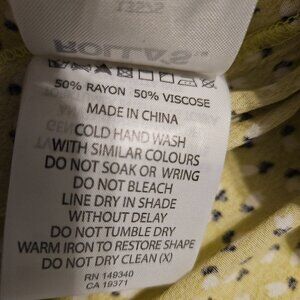 ROLLA'S
50% RAYON 50% VISCOSE
MADE IN CHINA
COLD HAND WASH
WITH SIMILAR COLOURS
DO NOT SOAK OR WRING
DO NOT BLEACH
LINE DRY IN SHADE
WITHOUT DELAY
DO NOT TUMBLE DRY
WARM IRON TO RESTORE SHAPE
DO NOT DRY CLEAN (X)
RN 149340
CA 19371